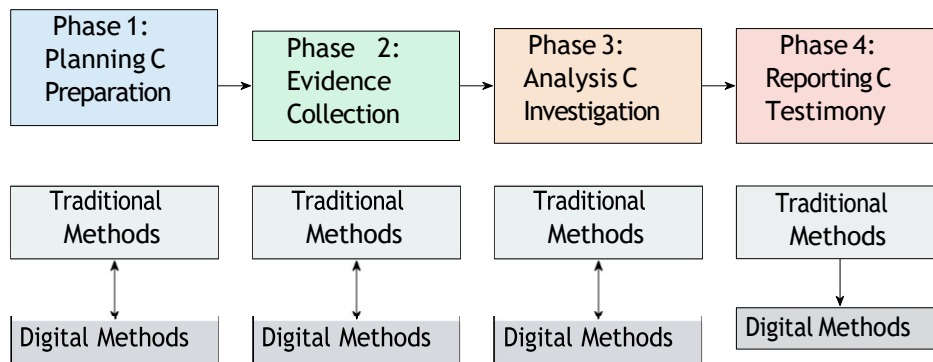 Phase 1:
Planning C
Preparation
Phase 2:
Evidence
Collection
Phase 3:
Analysis C
Investigation
Phase 4:
Reporting C
Testimony
Traditional
Methods
Traditional
Methods
Traditional
Methods
Traditional
Methods
Digital Methods
Digital Methods
Digital Methods
Digital Methods